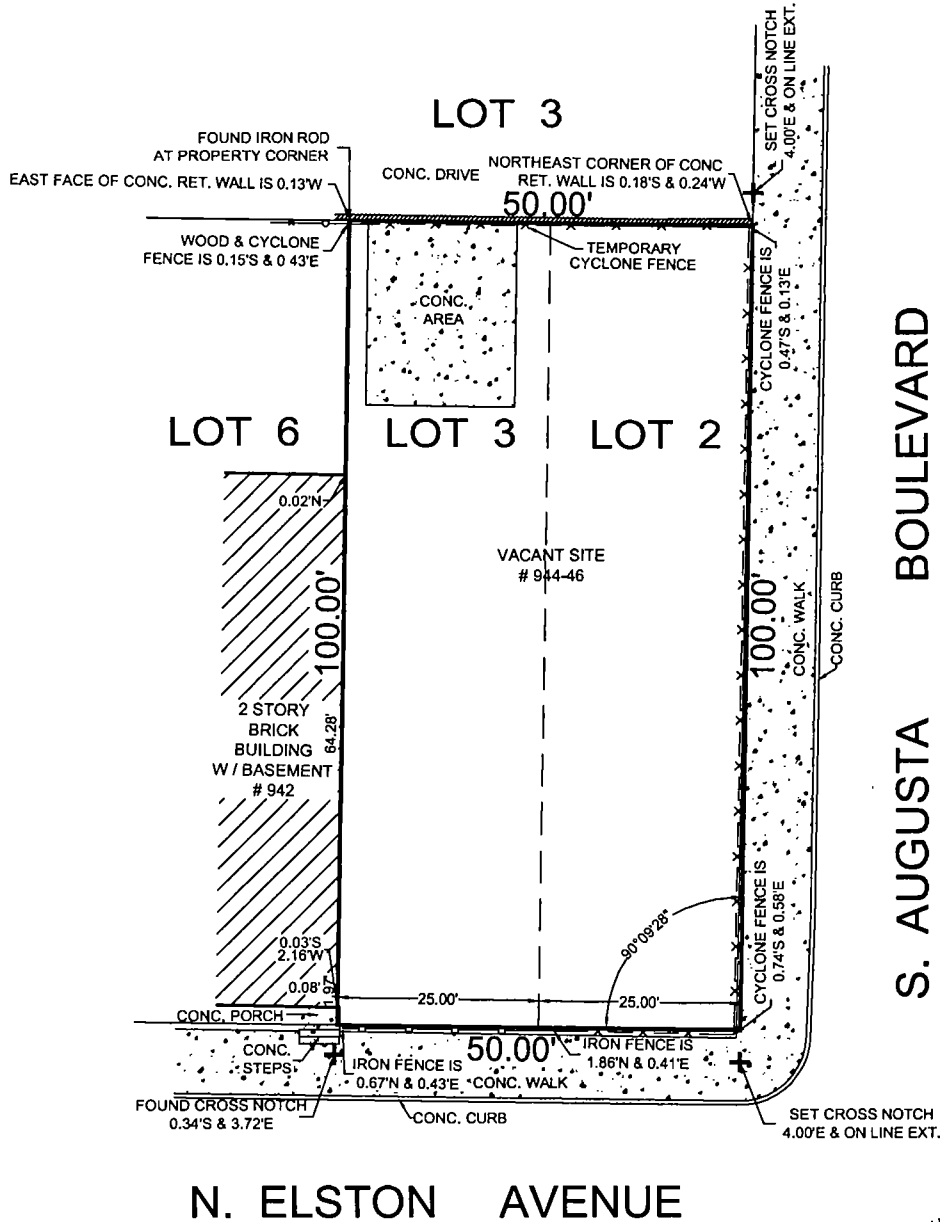 SET CROSS NOTCH
4.00'E & ON LINE EXT.
LOT 3
FOUND IRON ROD
AT PROPERTY CORNER
EAST FACE OF CONC. RET. WALL IS 0.13'W
CONC. DRIVE
NORTHEAST CORNER OF CONC
RET. WALL IS 0.18'S & 0.24'W
50.00'
WOOD & CYCLONE
FENCE IS 0.15'S & 0 43'E
TEMPORARY
CYCLONE FENCE
CYCLONE FENCE IS
0.47'S & 0.13'E
CONC.
AREA
LOT 6
LOT 3
LOT 2
0.02'N
VACANT SITE
# 944-46
100.00'
100.00'
CONC. WALK
CONC. CURB
S. AUGUSTA BOULEVARD
2 STORY
BRICK
BUILDING
W / BASEMENT
# 942
64.28'
90°09'28"
CYCLONE FENCE IS
0.74'S & 0.58'E
0.03'S
2.16'W
0.08'
1.97'
25.00'
25.00'
CONC. PORCH
CONC.
STEPS
50.00'
IRON FENCE IS
0.67'N & 0.43'E
IRON FENCE IS
1.86'N & 0.41'E
CONC. WALK
FOUND CROSS NOTCH
0.34'S & 3.72'E
CONC. CURB
SET CROSS NOTCH
4.00'E & ON LINE EXT.
N. ELSTON AVENUE